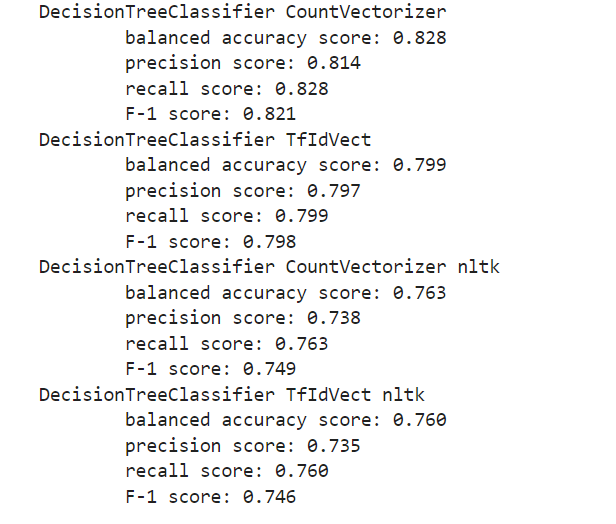 DecisionTreeClassifier CountVectorizer
balanced accuracy score: 0.828
precision score: 0.814
recall score: 0.828
F-1 score: 0.821
DecisionTreeClassifier TfIdVect
balanced accuracy score: 0.799
precision score: 0.797
recall score: 0.799
F-1 score: 0.798
DecisionTreeClassifier CountVectorizer nltk
balanced accuracy score: 0.763
precision score: 0.738
recall score: 0.763
F-1 score: 0.749
DecisionTreeClassifier TfIdVect nltk
balanced accuracy score: 0.760
precision score: 0.735
recall score: 0.760
F-1 score: 0.746